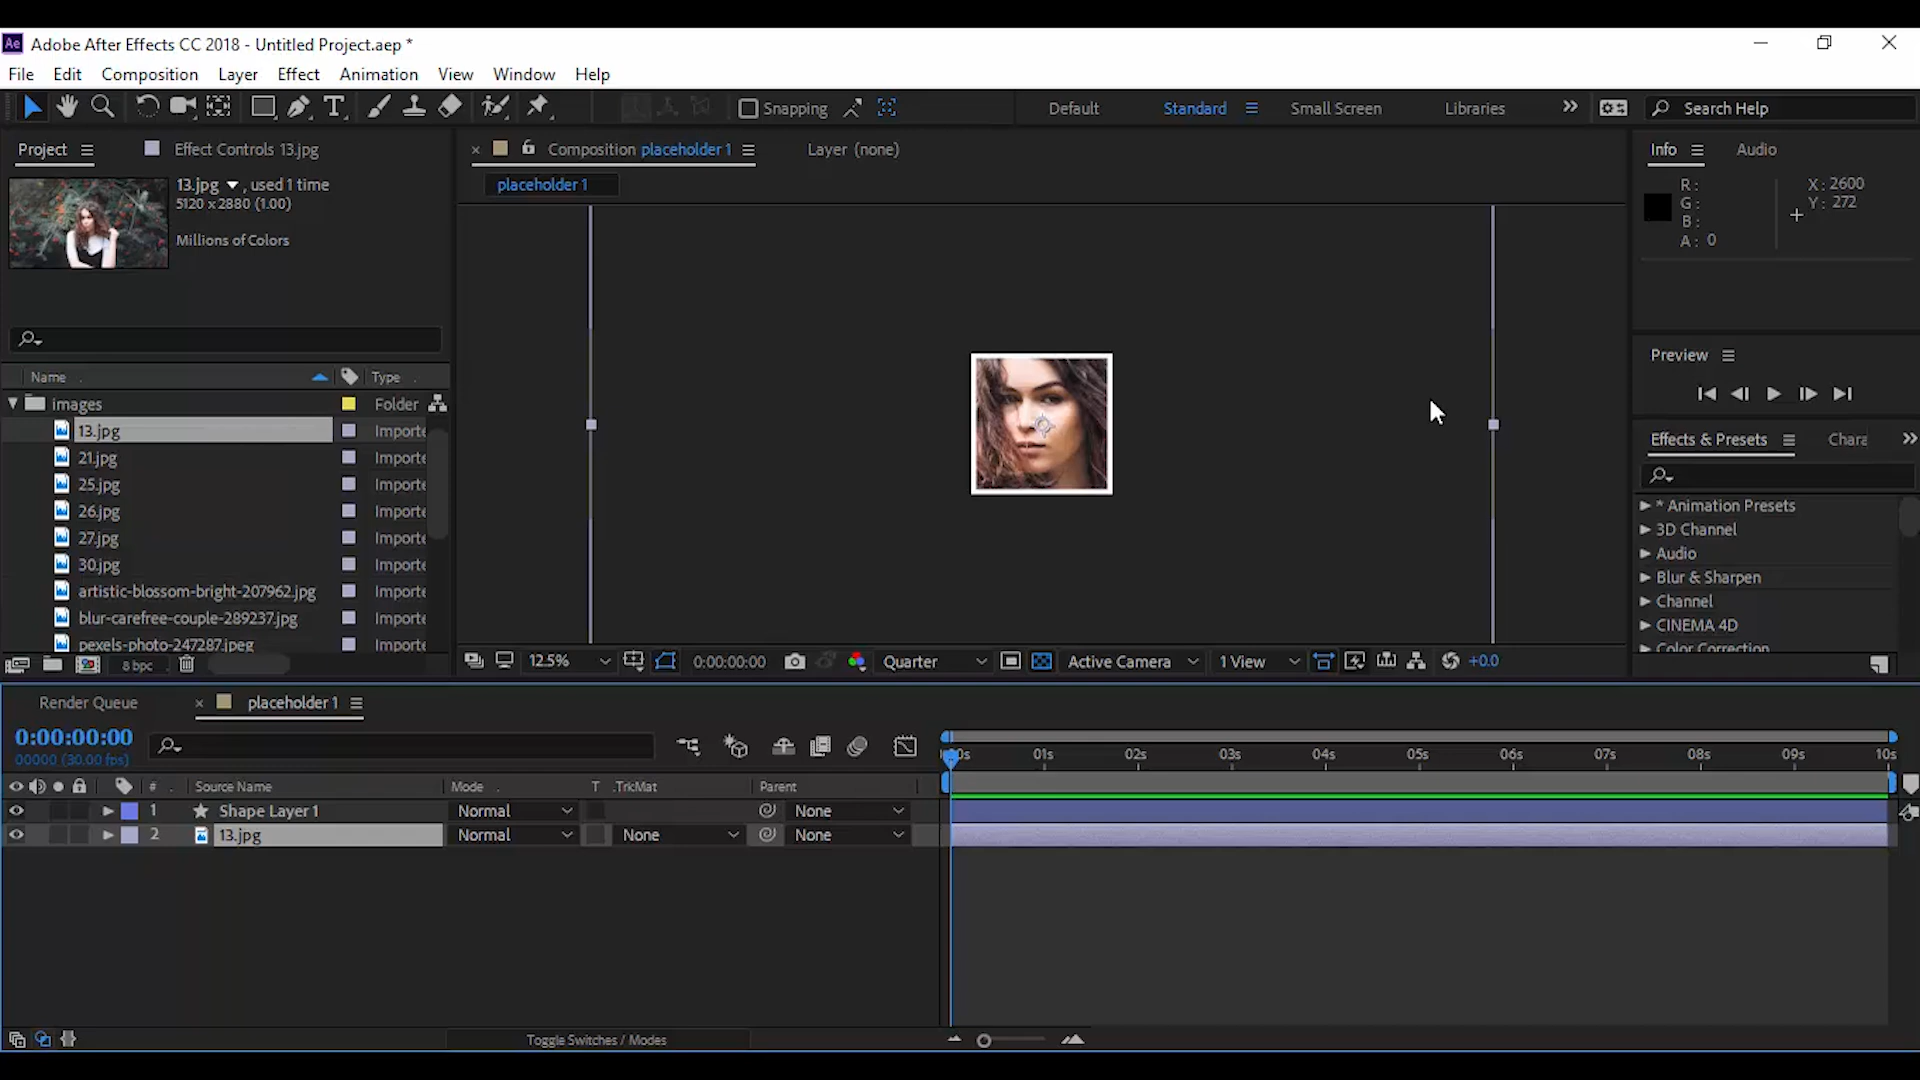 Ae Adobe After Effects CC 2018 - Untitled Project.aep *
File Edit Composition Layer Effect Animation View Window Help
Snapping Default Standard Small Screen Libraries Search Help
Project Effect Controls 13.jpg
13.jpg , used 1 time
5120 x 2880 (1.00)
Millions of Colors
Name Type
images Folder
13.jpg Importe
21.jpg Importe
25.jpg Importe
26.jpg Importe
27.jpg Importe
30.jpg Importe
artistic-blossom-bright-207962.jpg Importe
blur-carefree-couple-289237.jpg Importe
pexels-photo-247287.jpeg Importe
8 bpc
Composition placeholder 1 Layer (none)
placeholder 1
12.5% 0:00:00:00 Quarter Active Camera 1 View +0.0
Info Audio
R: X: 2600
G: Y: 272
B:
A: 0
Preview
Effects & Presets Chara
* Animation Presets
3D Channel
Audio
Blur & Sharpen
Channel
CINEMA 4D
Color Correction
Render Queue placeholder 1
0:00:00:00
00000 (30.00 fps)
00s 01s 02s 03s 04s 05s 06s 07s 08s 09s 10s
# Source Name Mode T .TrkMat Parent
1 Shape Layer 1 Normal None
2 13.jpg Normal None None
Toggle Switches / Modes